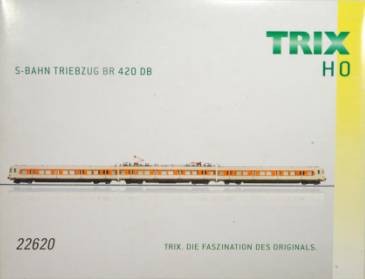 TRIX
H0
S-BAHN TRIEBZUG BR 420 DB
22620
TRIX. DIE FASZINATION DES ORIGINALS.